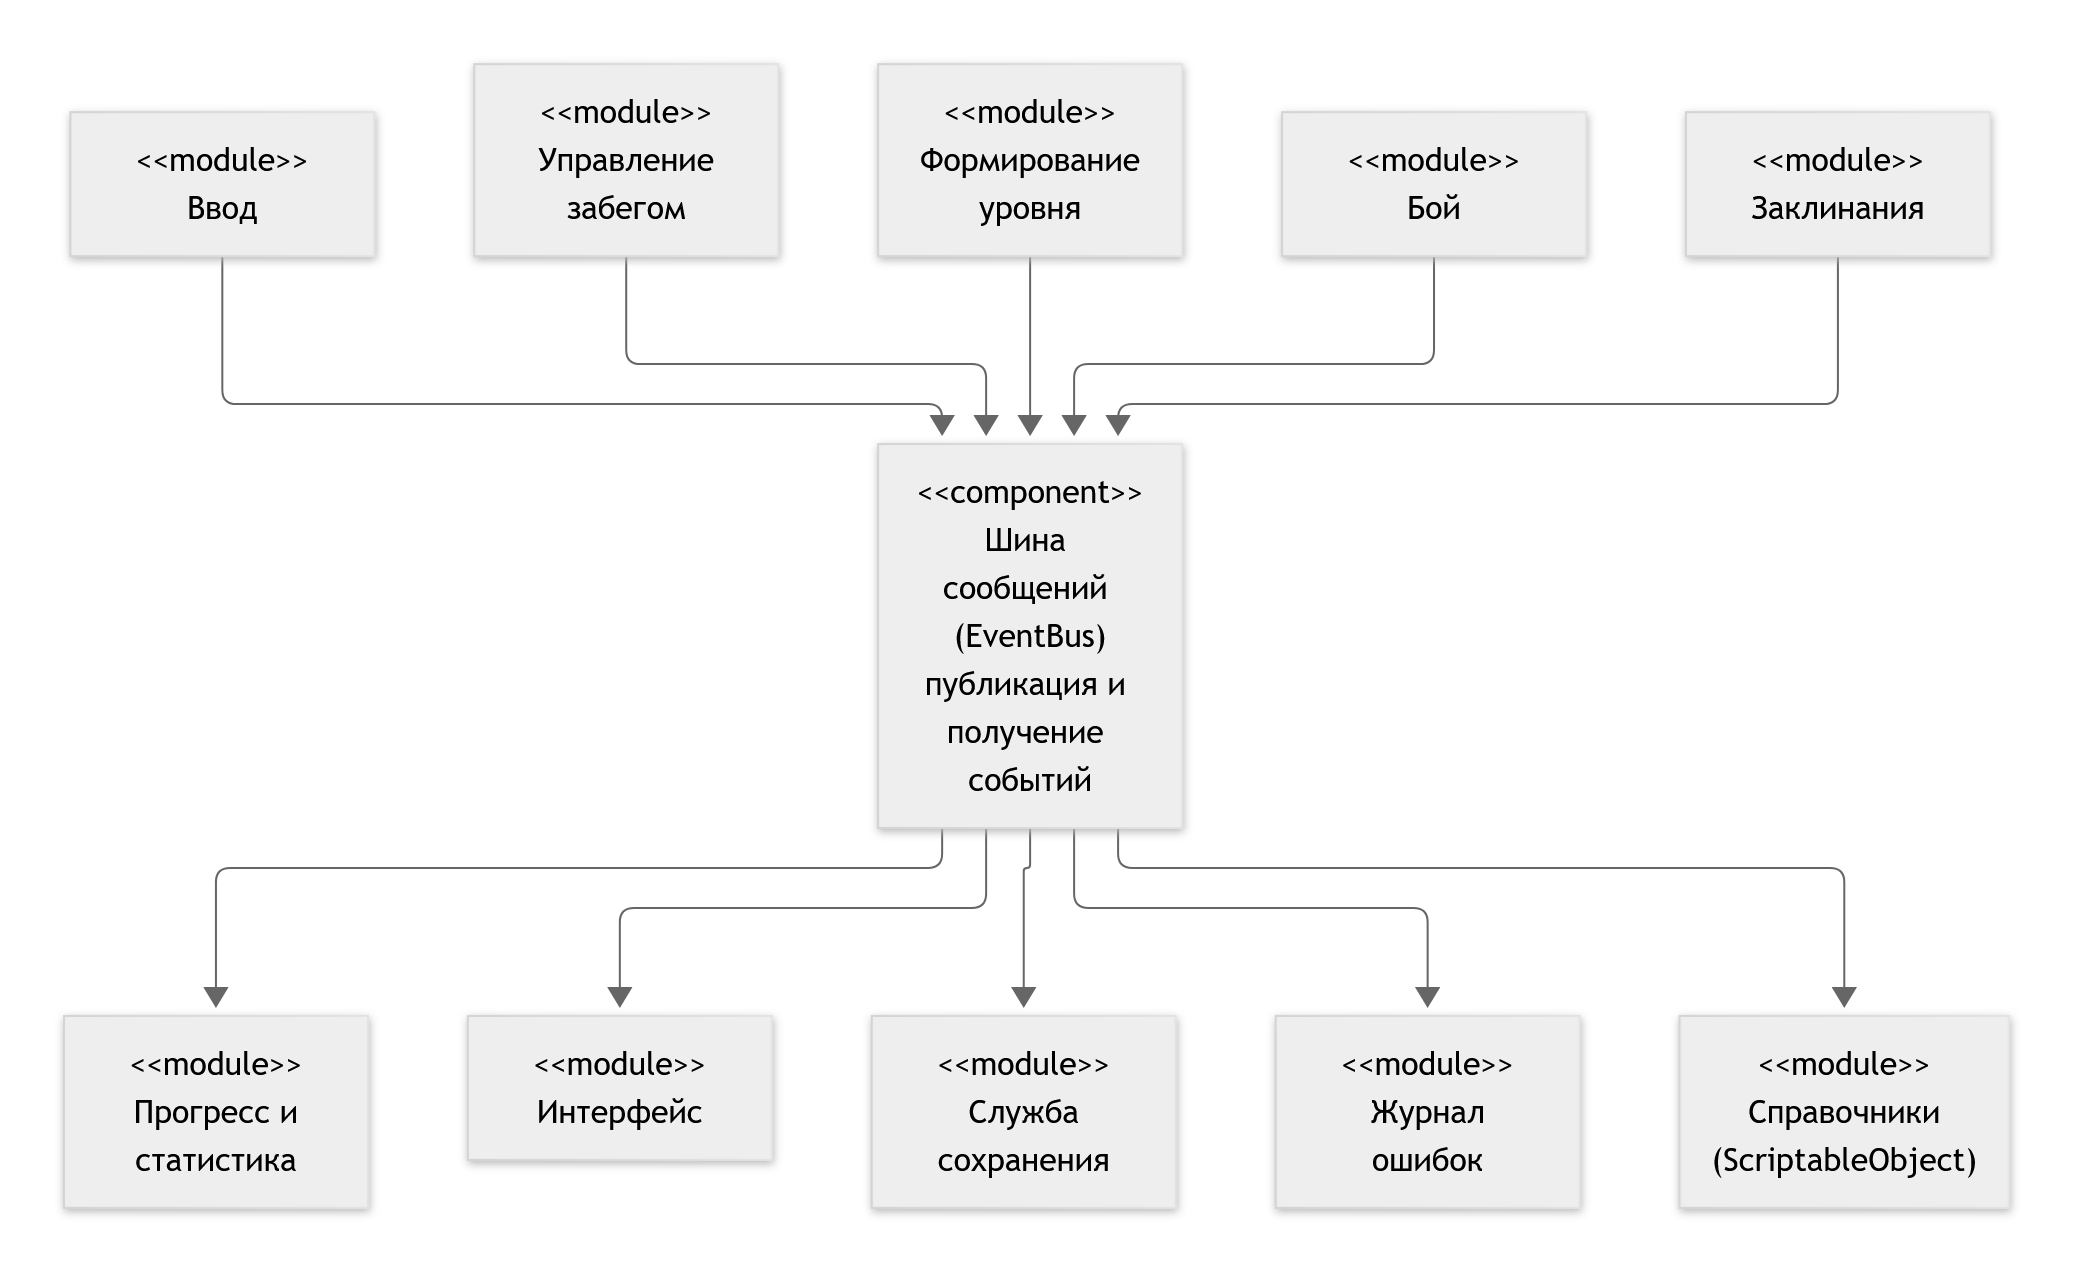 <<module>>
Ввод
<<module>>
Управление
забегом
<<module>>
Формирование
уровня
<<module>>
Бой
<<module>>
Заклинания
<<component>>
Шина
сообщений
(EventBus)
публикация и
получение
событий
<<module>>
Прогресс и
статистика
<<module>>
Интерфейс
<<module>>
Служба
сохранения
<<module>>
Журнал
ошибок
<<module>>
Справочники
(ScriptableObject)